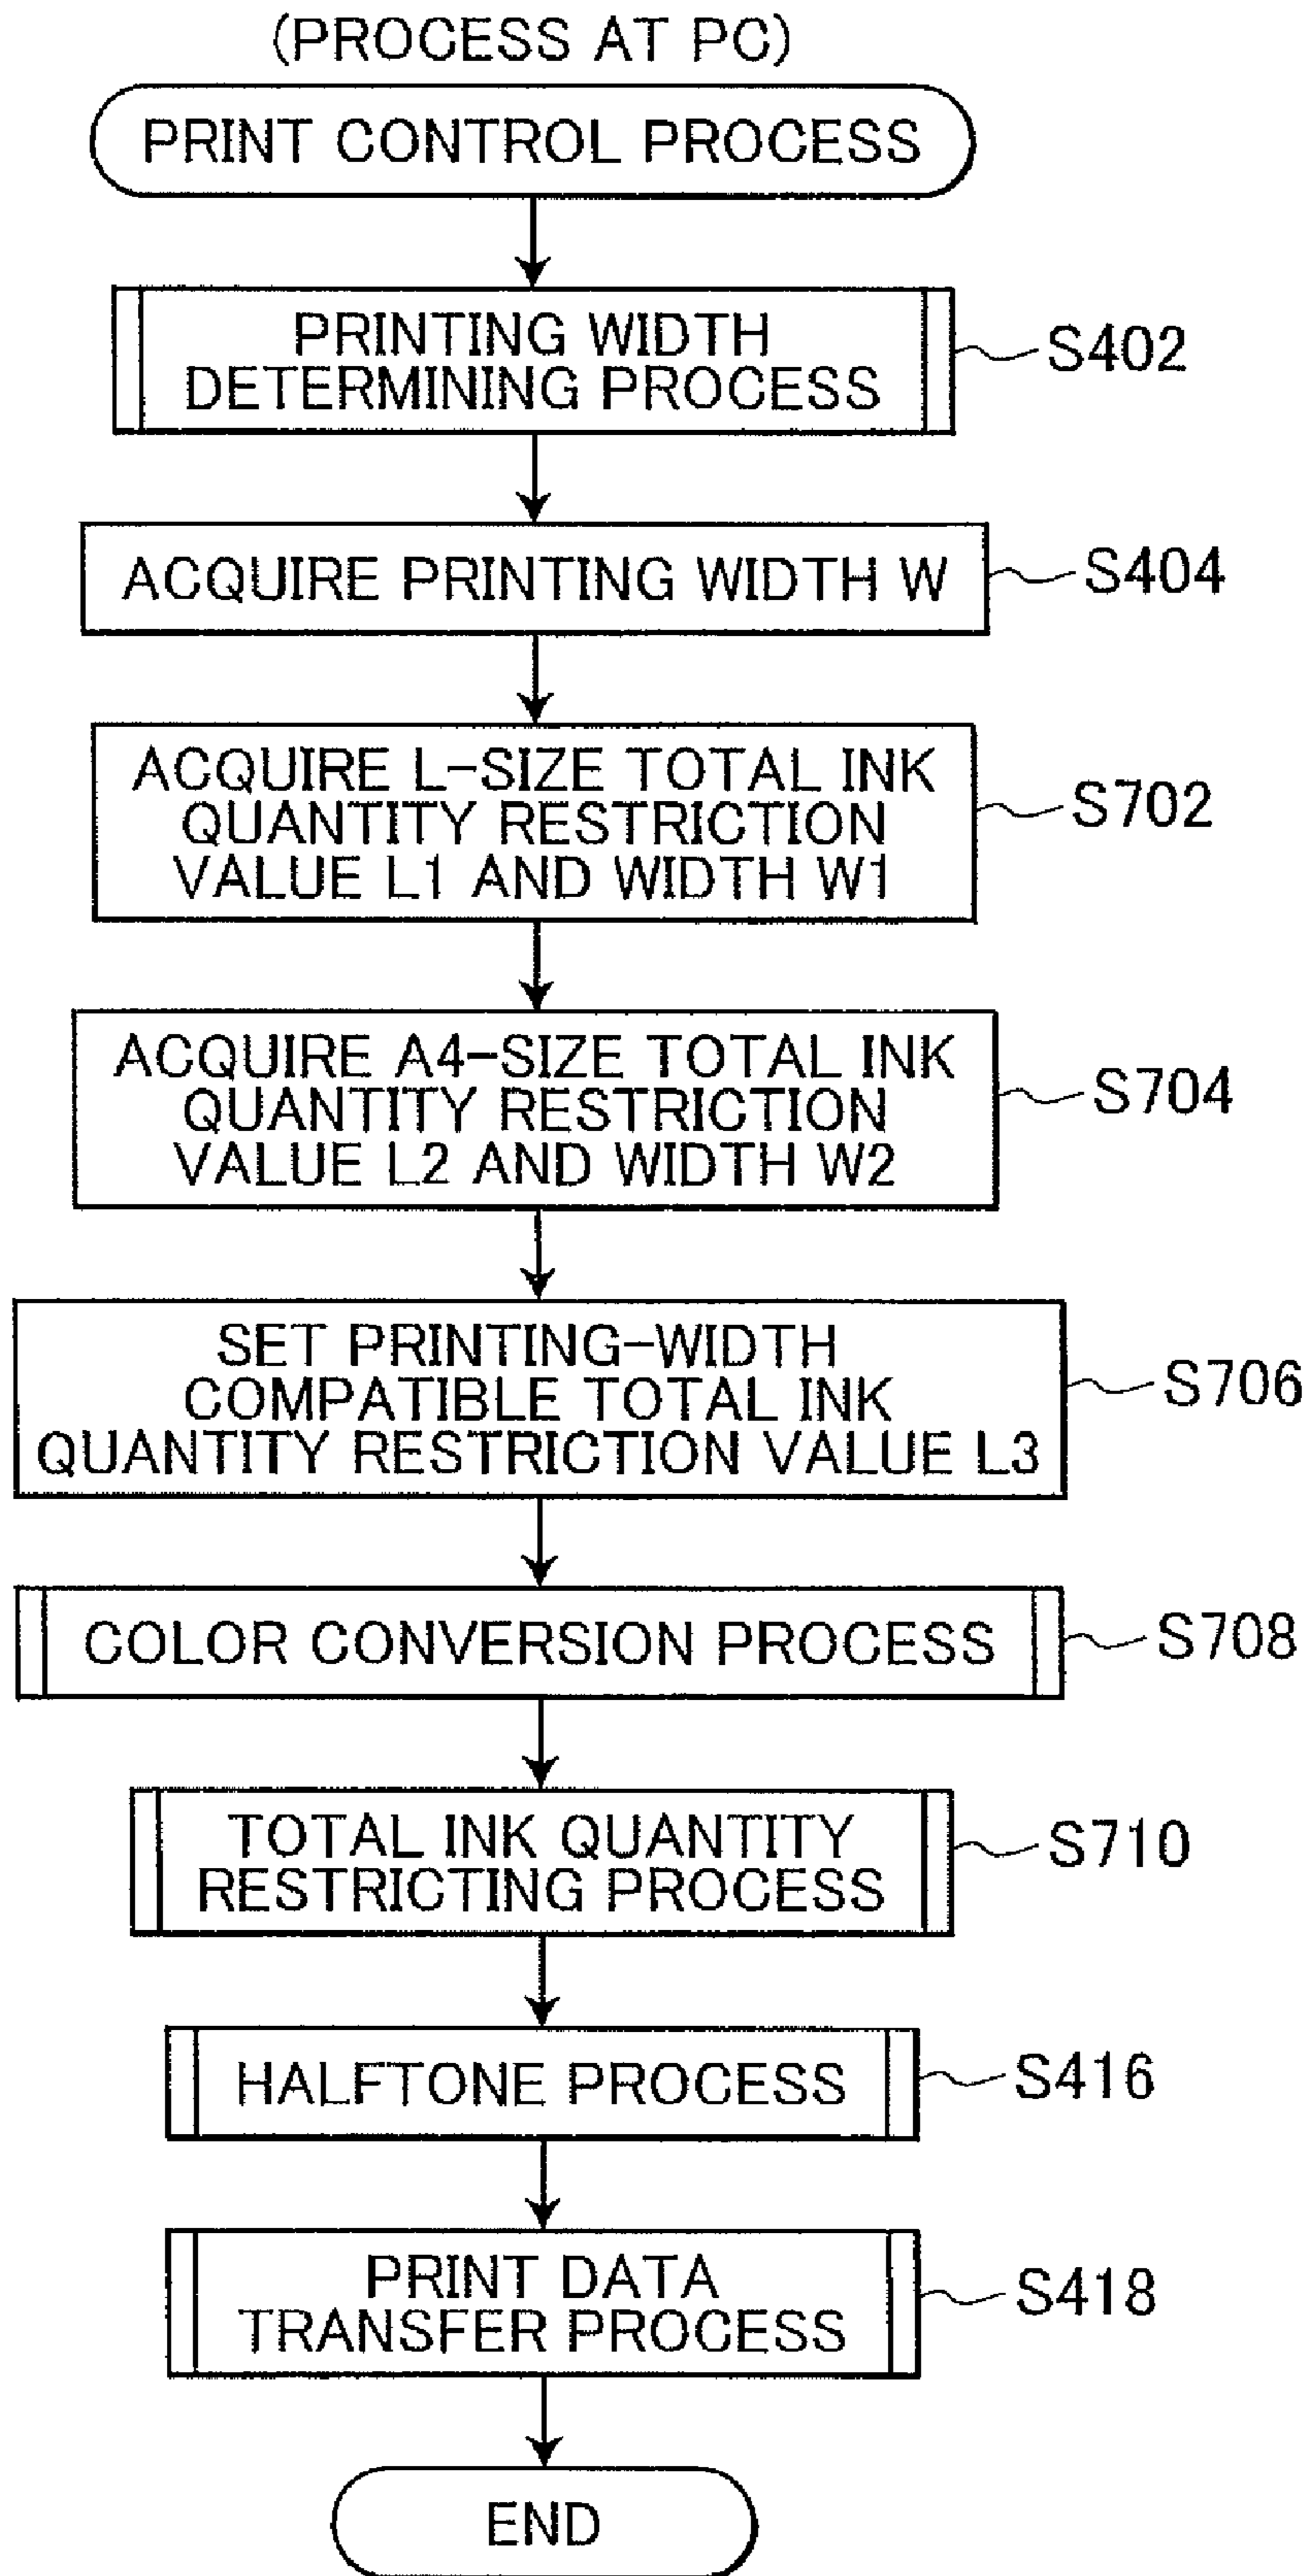 (PROCESS AT PC)
PRINT CONTROL PROCESS
PRINTING WIDTH
DETERMINING PROCESS
S402
ACQUIRE PRINTING WIDTH W
S404
ACQUIRE L-SIZE TOTAL INK
QUANTITY RESTRICTION
VALUE L1 AND WIDTH W1
S702
ACQUIRE A4-SIZE TOTAL INK
QUANTITY RESTRICTION
VALUE L2 AND WIDTH W2
S704
SET PRINTING-WIDTH
COMPATIBLE TOTAL INK
QUANTITY RESTRICTION VALUE L3
S706
COLOR CONVERSION PROCESS
S708
TOTAL INK QUANTITY
RESTRICTING PROCESS
S710
HALFTONE PROCESS
S416
PRINT DATA
TRANSFER PROCESS
S418
END